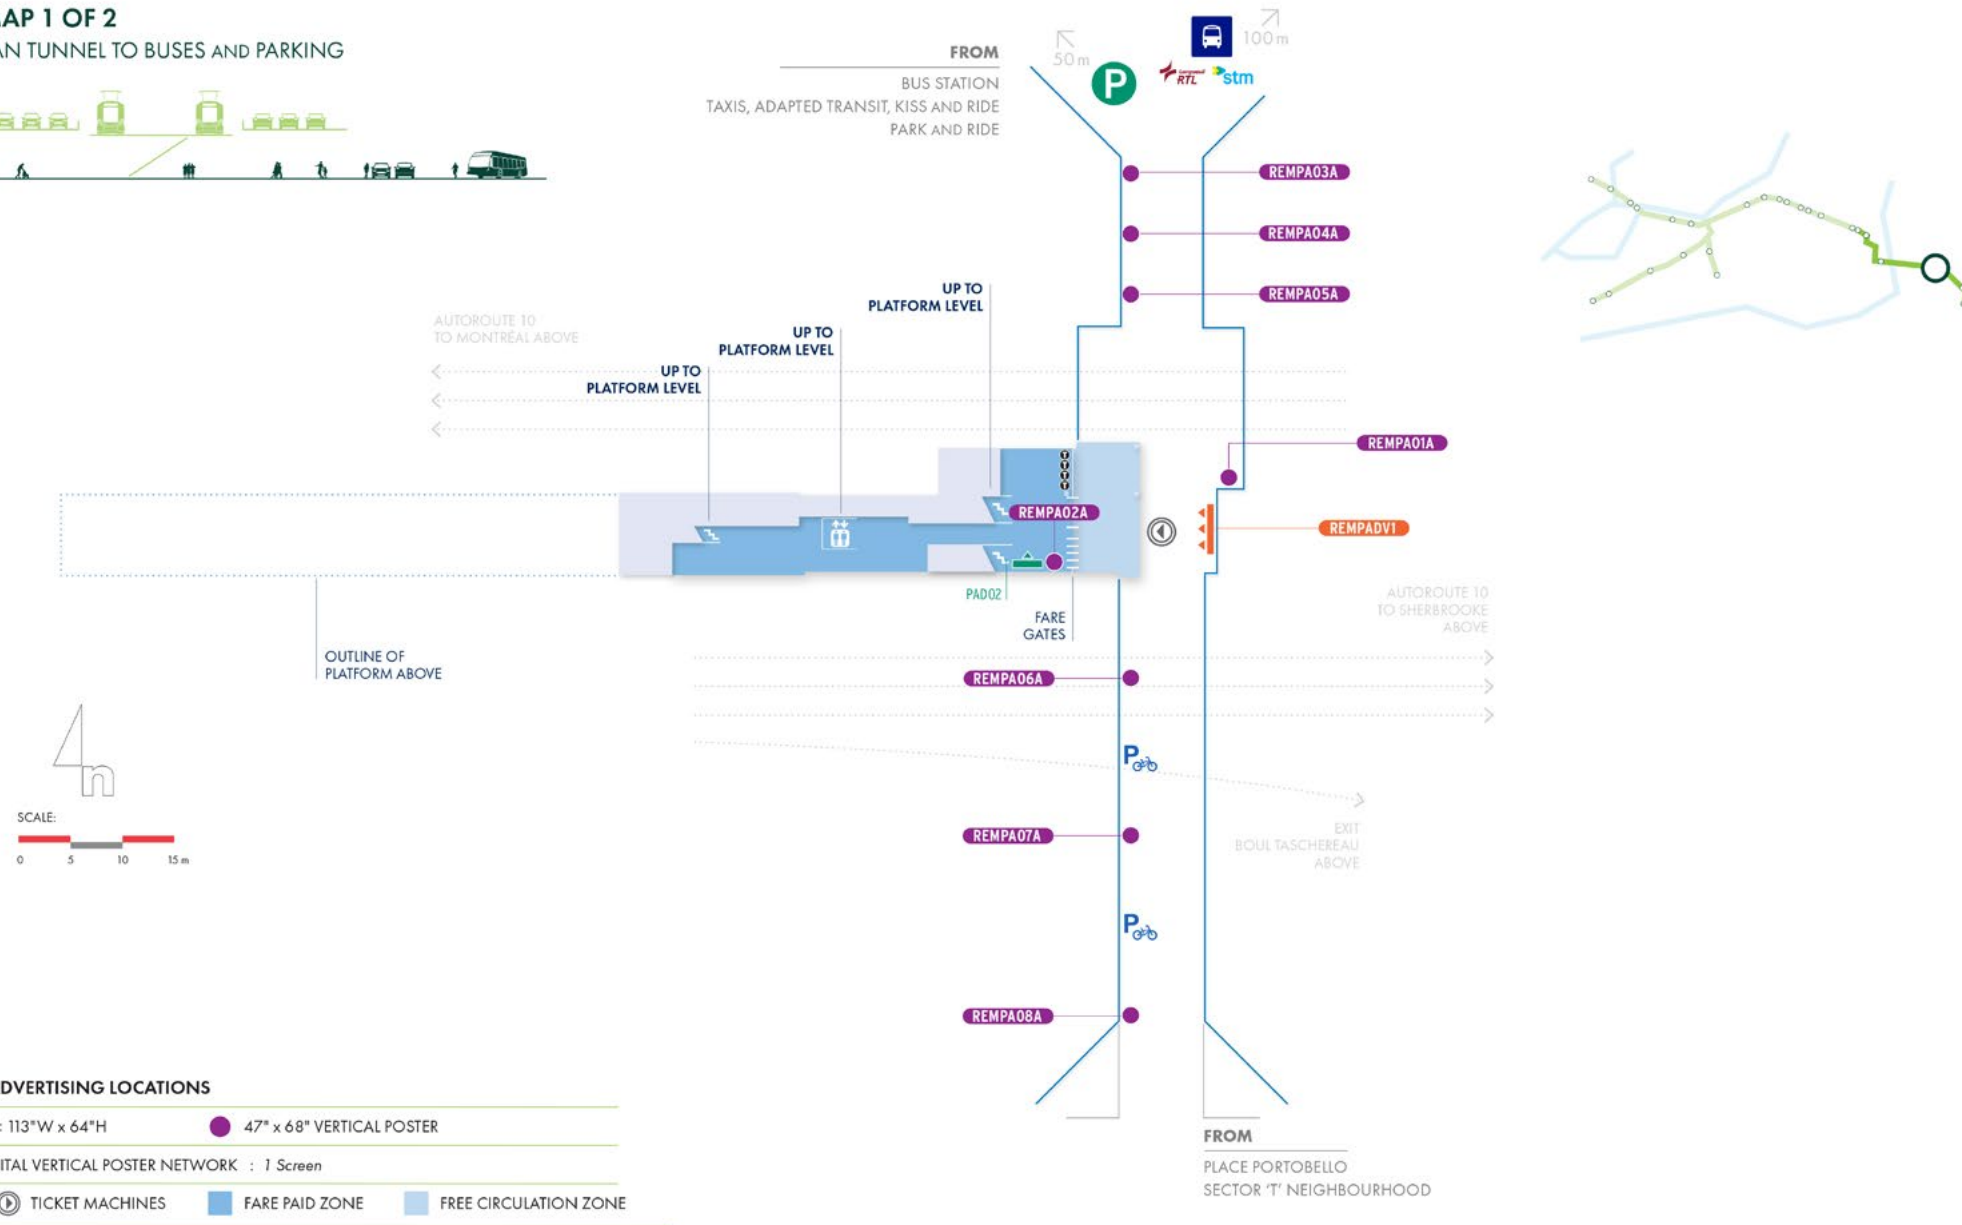 MAP 1 OF 2
AN TUNNEL TO BUSES AND PARKING
FROM
BUS STATION
TAXIS, ADAPTED TRANSIT, KISS AND RIDE
PARK AND RIDE
50 m
P
100 m
RTL
stm
REMPA03A
REMPA04A
REMPA05A
UP TO
PLATFORM LEVEL
UP TO
PLATFORM LEVEL
UP TO
PLATFORM LEVEL
AUTOROUTE 10
TO MONTRÉAL ABOVE
REMPA01A
T
T
T
T
REMPA02A
REMPADV1
PAD02
FARE
GATES
AUTOROUTE 10
TO SHERBROOKE
ABOVE
OUTLINE OF
PLATFORM ABOVE
REMPA06A
n
P
SCALE:
0 5 10 15 m
REMPA07A
EXIT
BOUL TASCHEREAU
ABOVE
P
REMPA08A
DVERTISING LOCATIONS
: 113"W x 64"H
47" x 68" VERTICAL POSTER
ITAL VERTICAL POSTER NETWORK : 1 Screen
TICKET MACHINES
FARE PAID ZONE
FREE CIRCULATION ZONE
FROM
PLACE PORTOBELLO
SECTOR 'T' NEIGHBOURHOOD